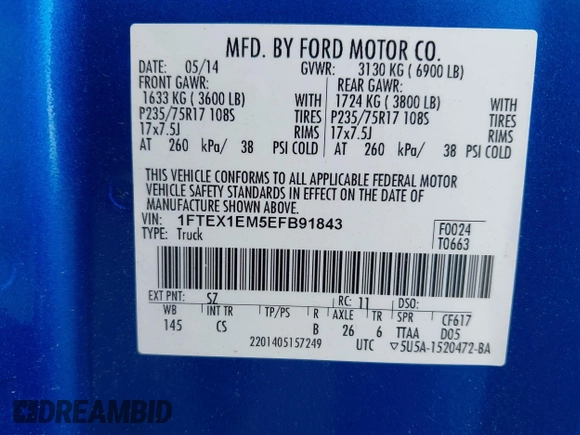 MFD. BY FORD MOTOR CO.
DATE: 05/14 GVWR: 3130 KG ( 6900 LB)
FRONT GAWR: REAR GAWR:
1633 KG ( 3600 LB) WITH 1724 KG ( 3800 LB) WITH
P235/75R17 108S TIRES P235/75R17 108S TIRES
17x7.5J RIMS 17x7.5J RIMS
AT 260 kPa/ 38 PSI COLD AT 260 kPa/ 38 PSI COLD
THIS VEHICLE CONFORMS TO ALL APPLICABLE FEDERAL MOTOR
VEHICLE SAFETY STANDARDS IN EFFECT ON THE DATE OF
MANUFACTURE SHOWN ABOVE.
VIN: 1FTEX1EM5EFB91843 F0024
TYPE: Truck T0663
EXT PNT: SZ RC: 11 DSO:
WB INT TR TP/PS R AXLE TR SPR CF617
145 CS B 26 6 TTAA D05
2201405157249 UTC ▽5U5A-1520472-BA
DREAMBID